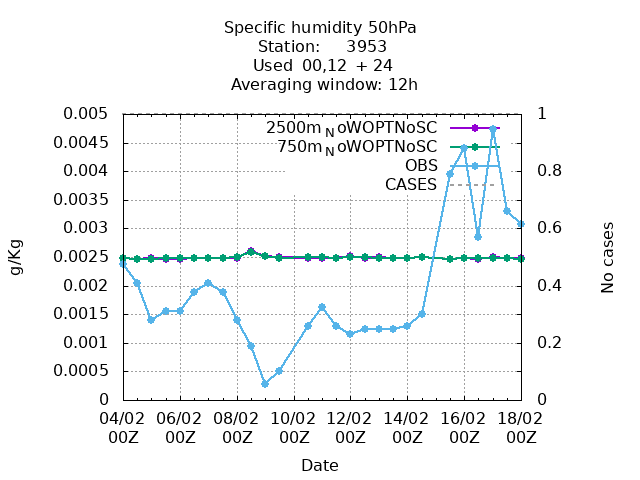 Specific humidity 50hPa
Station: 3953
Used 00,12 + 24
Averaging window: 12h
0.005
0.0045
0.004
0.0035
0.003
0.0025
0.002
0.0015
0.001
0.0005
0
g/Kg
2500m_NoWOPTNoSC
750m_NoWOPTNoSC
OBS
CASES
1
0.8
0.6
0.4
0.2
0
No cases
04/02 06/02 08/02 10/02 12/02 14/02 16/02 18/02
00Z 00Z 00Z 00Z 00Z 00Z 00Z 00Z
Date